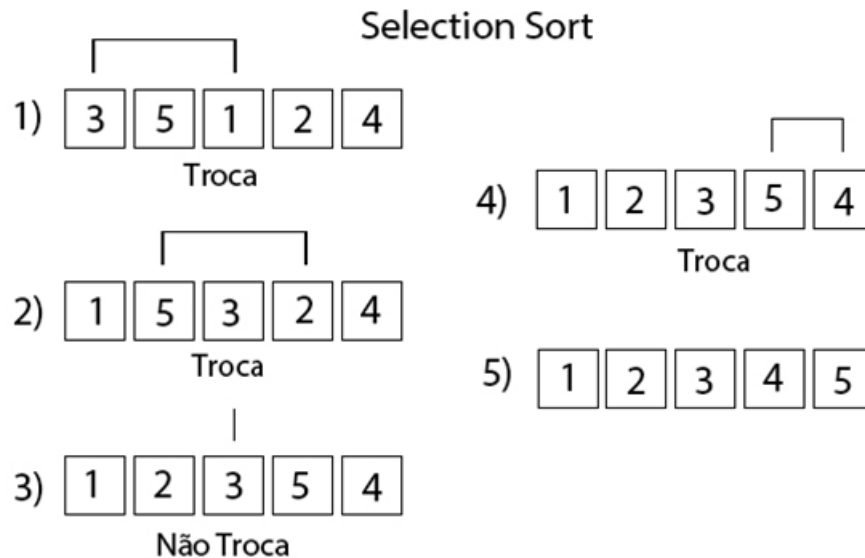 Selection Sort
1) 3 5 1 2 4
Troca
2) 1 5 3 2 4
Troca
3) 1 2 3 5 4
Não Troca
4) 1 2 3 5 4
Troca
5) 1 2 3 4 5